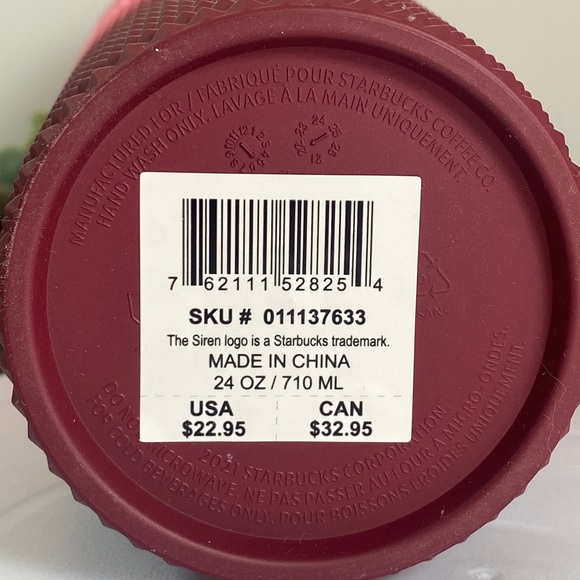 MANUFACTURED FOR / FABRIQUÉ POUR STARBUCKS COFFEE CO.
HAND WASH ONLY. LAVAGE À LA MAIN UNIQUEMENT.
7 62111 52825 4
SKU # 011137633
The Siren logo is a Starbucks trademark.
MADE IN CHINA
24 OZ / 710 ML
USA CAN
$22.95 $32.95
2021 STARBUCKS CORPORATION.
DO NOT MICROWAVE. NE PAS PASSER AU FOUR À MICRO-ONDES.
FOR COLD BEVERAGES ONLY. POUR BOISSONS FROIDES UNIQUEMENT.